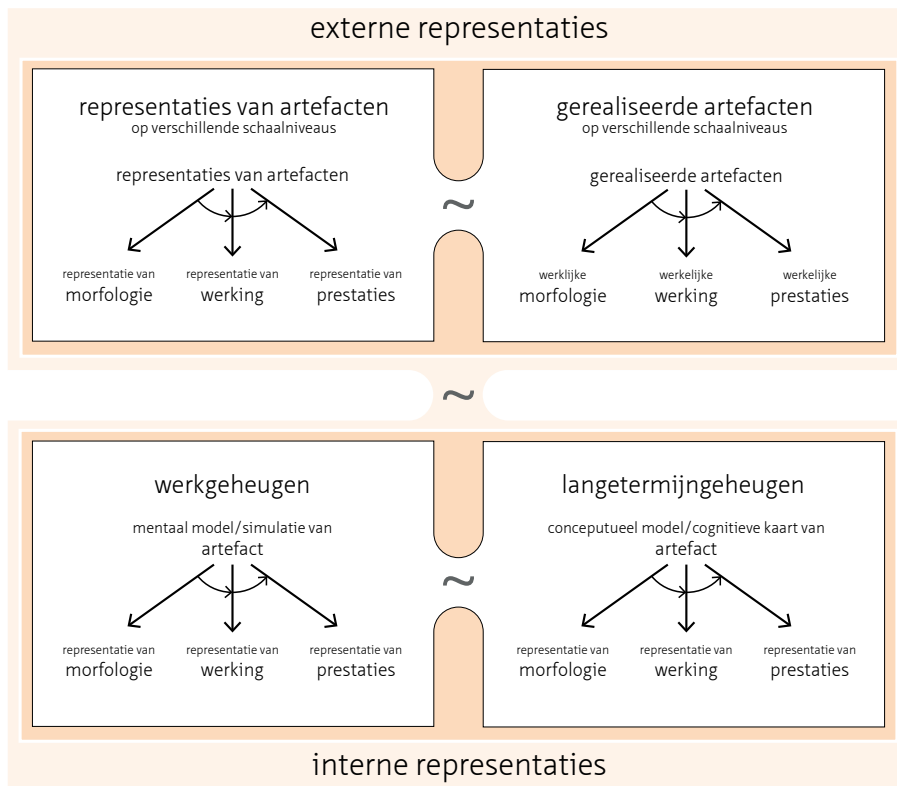 externe representaties
representaties van artefacten
op verschillende schaalniveaus
representaties van artefacten
representatie van
morfologie
representatie van
werking
representatie van
prestaties
gerealiseerde artefacten
op verschillende schaalniveaus
gerealiseerde artefacten
werklijke
morfologie
werkelijke
werking
werkelijke
prestaties
~
~
werkgeheugen
mentaal model/simulatie van
artefact
representatie van
morfologie
representatie van
werking
representatie van
prestaties
~
langetermijngeheugen
conceputueel model/cognitieve kaart van
artefact
representatie van
morfologie
representatie van
werking
representatie van
prestaties
interne representaties